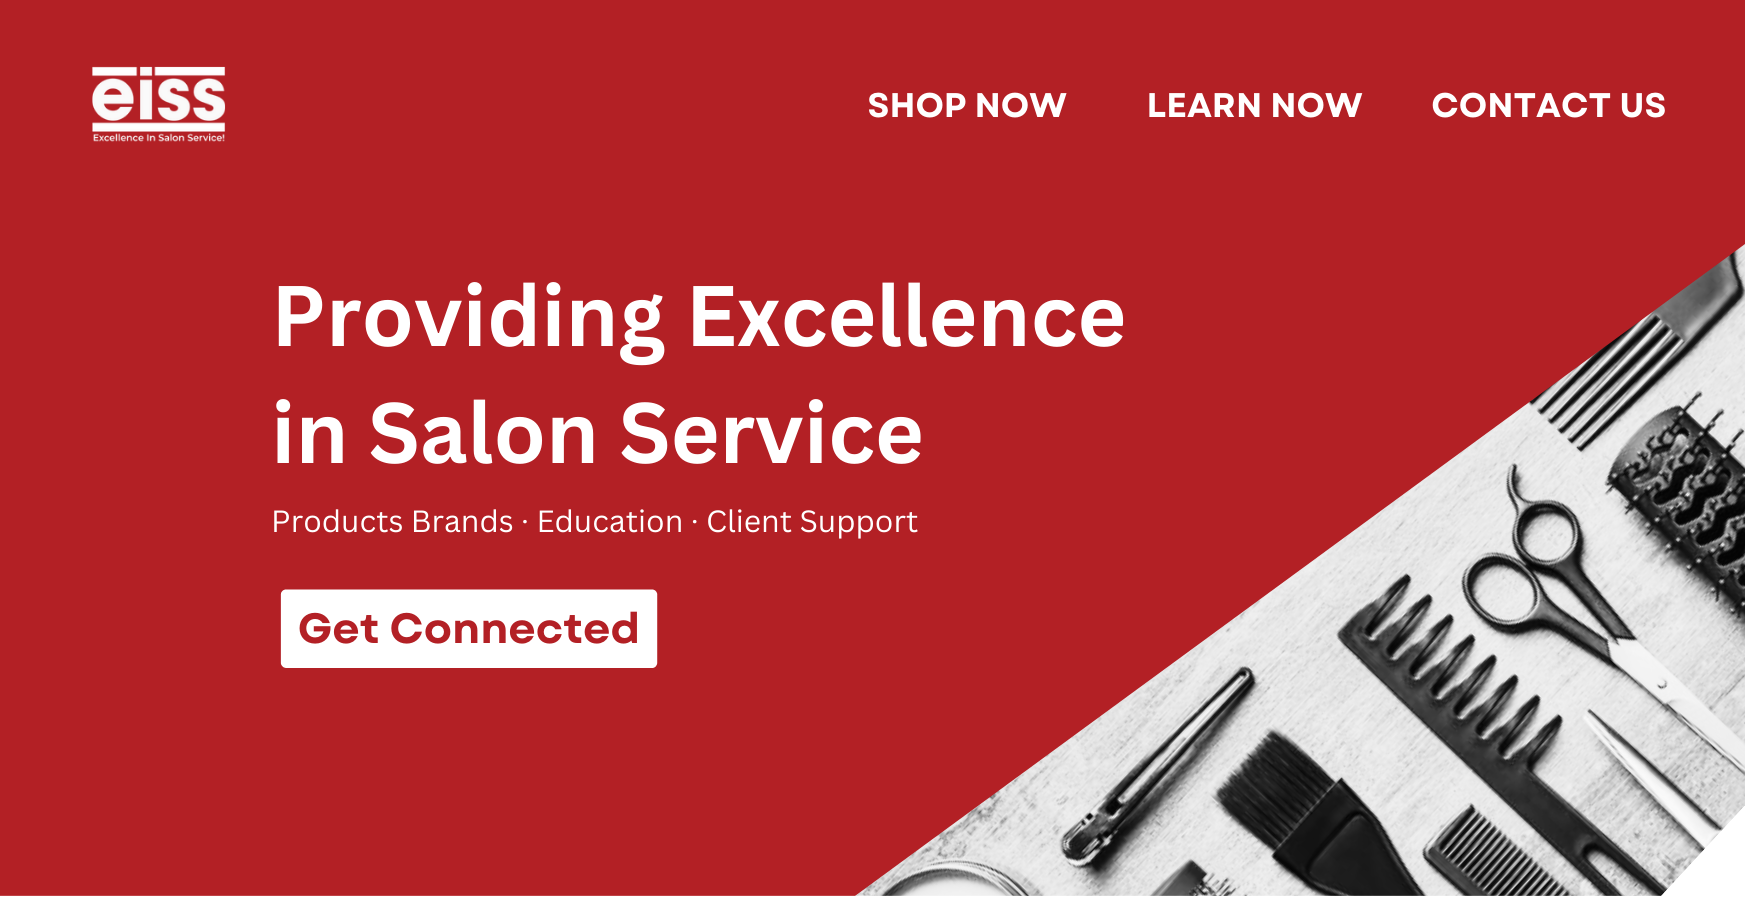 eiss
Excellence In Salon Service!
SHOP NOW LEARN NOW CONTACT US
Providing Excellence
in Salon Service
Products Brands · Education · Client Support
Get Connected